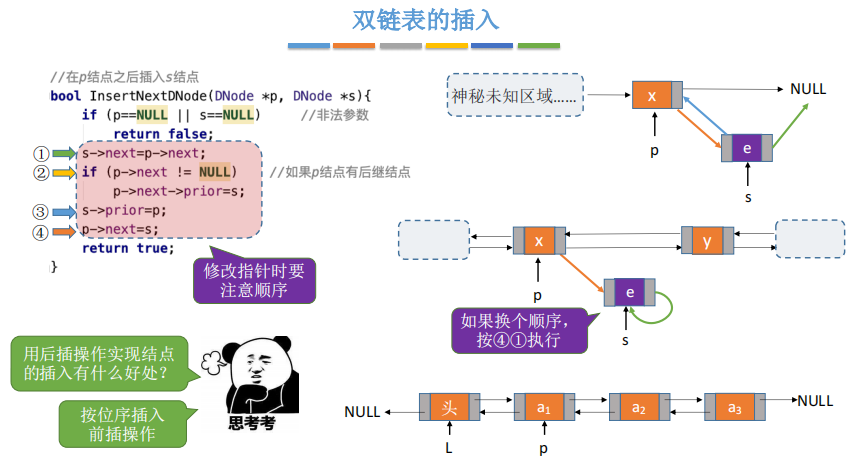 双链表的插入
//在p结点之后插入s结点
bool InsertNextDNode(DNode *p, DNode *s){
if (p==NULL || s==NULL) //非法参数
return false;
① s->next=p->next;
② if (p->next != NULL) //如果p结点有后继结点
p->next->prior=s;
③ s->prior=p;
④ p->next=s;
return true;
}
修改指针时要
注意顺序
用后插操作实现结点
的插入有什么好处？
按位序插入
前插操作
思考考
神秘未知区域……
x
NULL
p
e
s
x
y
p
e
s
如果换个顺序，
按④①执行
NULL
头
a1
a2
a3
NULL
L
p